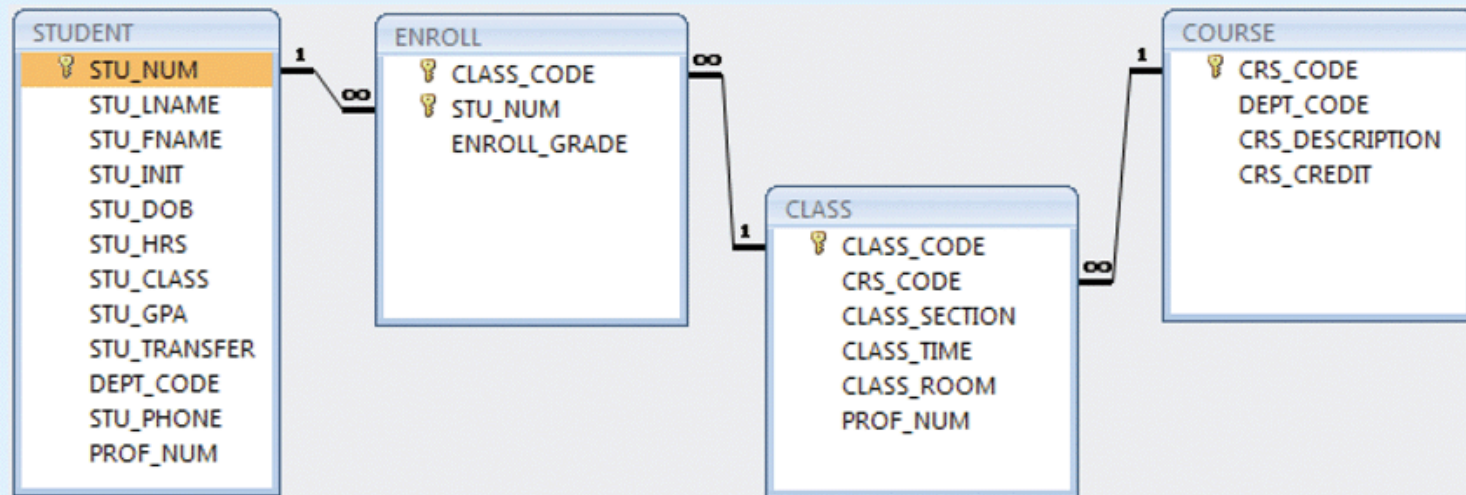 STUDENT
STU_NUM
STU_LNAME
STU_FNAME
STU_INIT
STU_DOB
STU_HRS
STU_CLASS
STU_GPA
STU_TRANSFER
DEPT_CODE
STU_PHONE
PROF_NUM
1
∞
ENROLL
CLASS_CODE
STU_NUM
ENROLL_GRADE
∞
1
CLASS
CLASS_CODE
CRS_CODE
CLASS_SECTION
CLASS_TIME
CLASS_ROOM
PROF_NUM
∞
1
COURSE
CRS_CODE
DEPT_CODE
CRS_DESCRIPTION
CRS_CREDIT